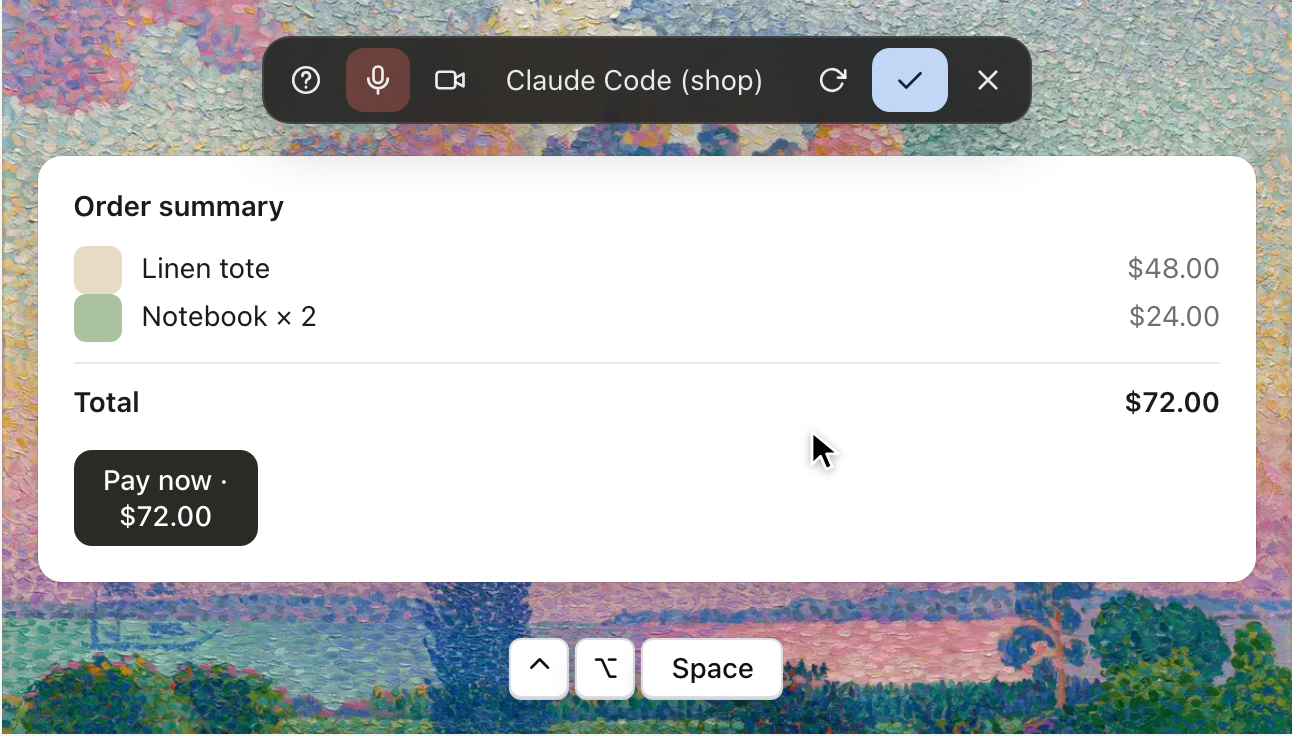 Claude Code (shop)
Order summary
Linen tote $48.00
Notebook × 2 $24.00
Total $72.00
Pay now ·
$72.00
^ ⌥ Space